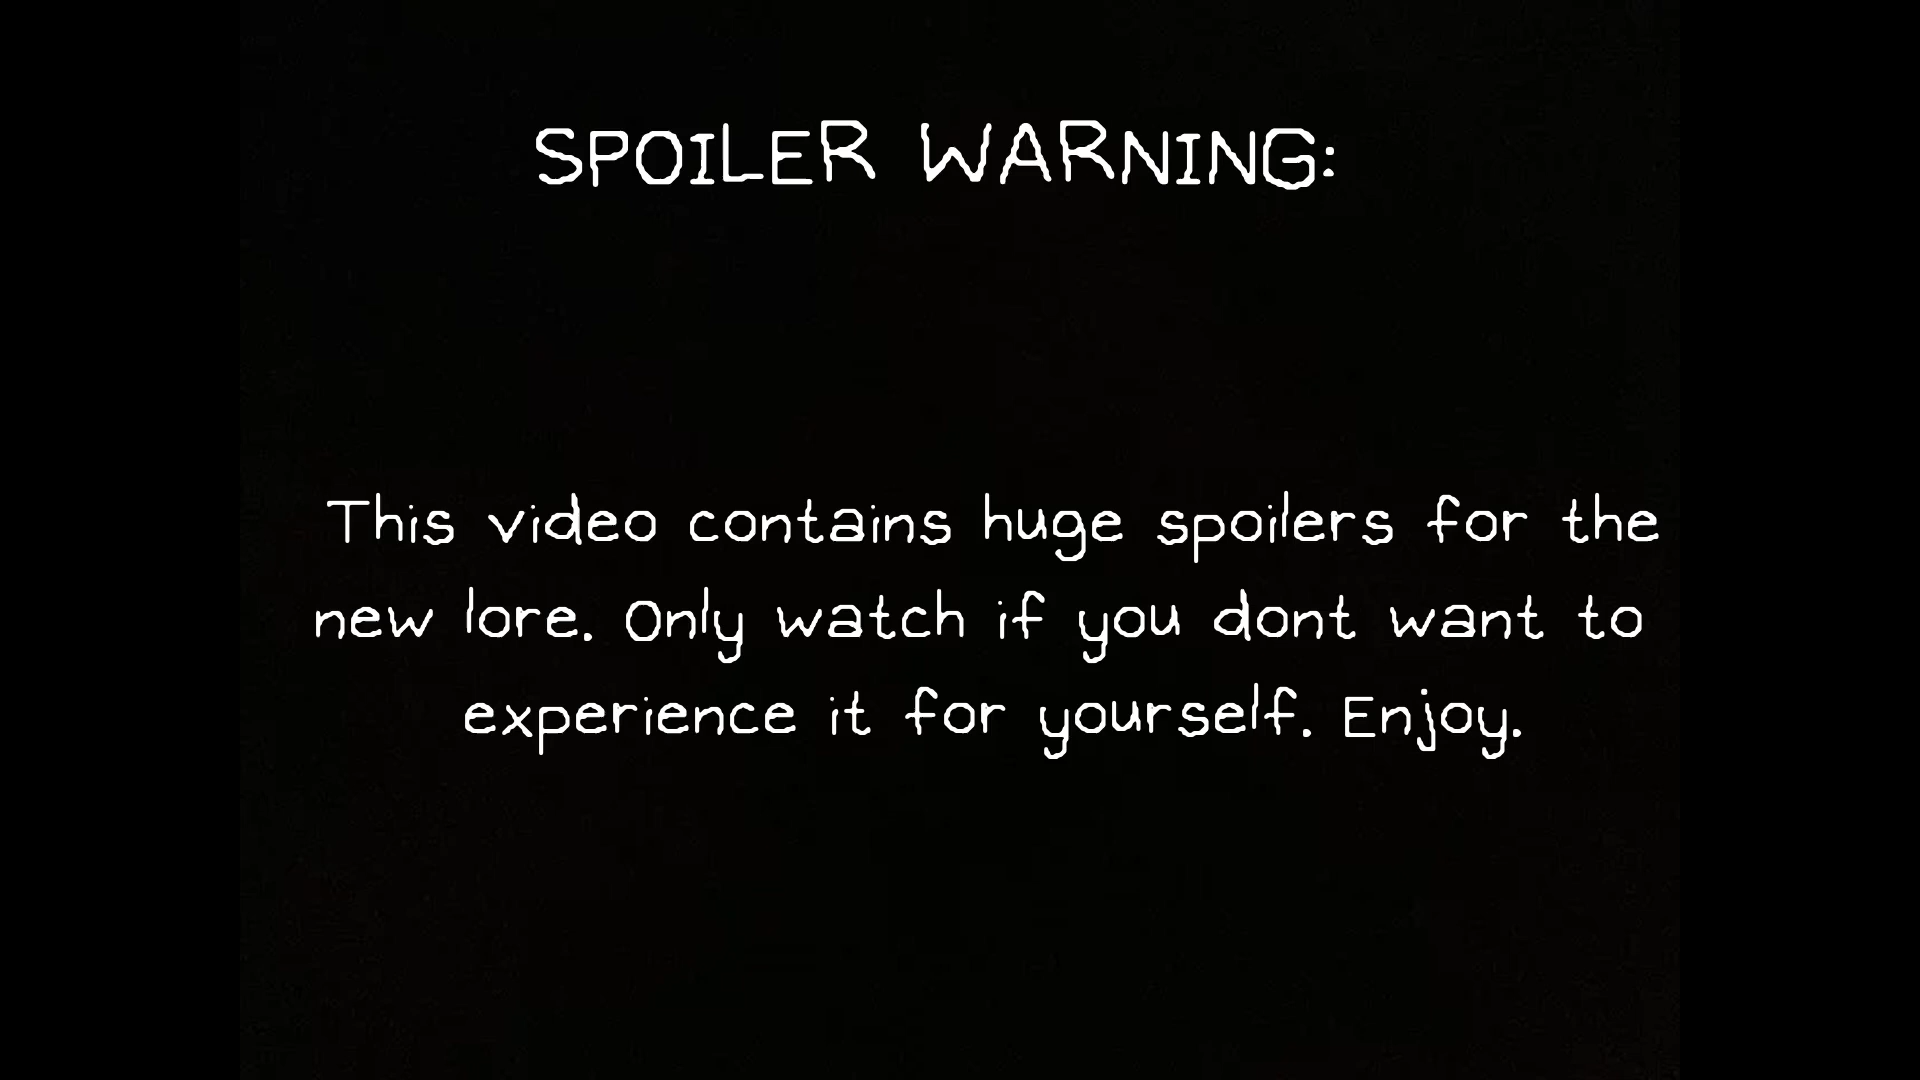 SPOILER WARNING:
This video contains huge spoilers for the
new lore. Only watch if you dont want to
experience it for yourself. Enjoy.